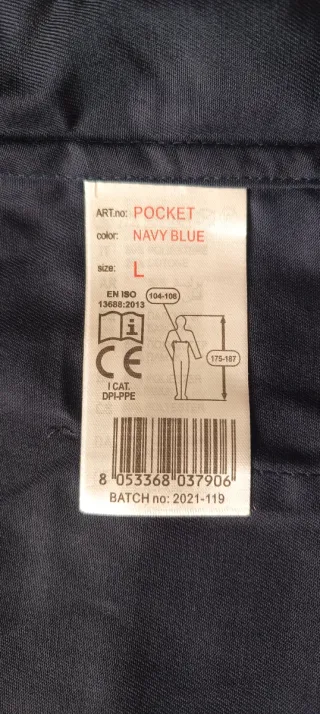 ART.no: POCKET
color: NAVY BLUE
size: L
EN ISO
13688:2013
104-108
175-187
i
CE
I CAT.
DPI-PPE
8 053368 037906
BATCH no: 2021-119